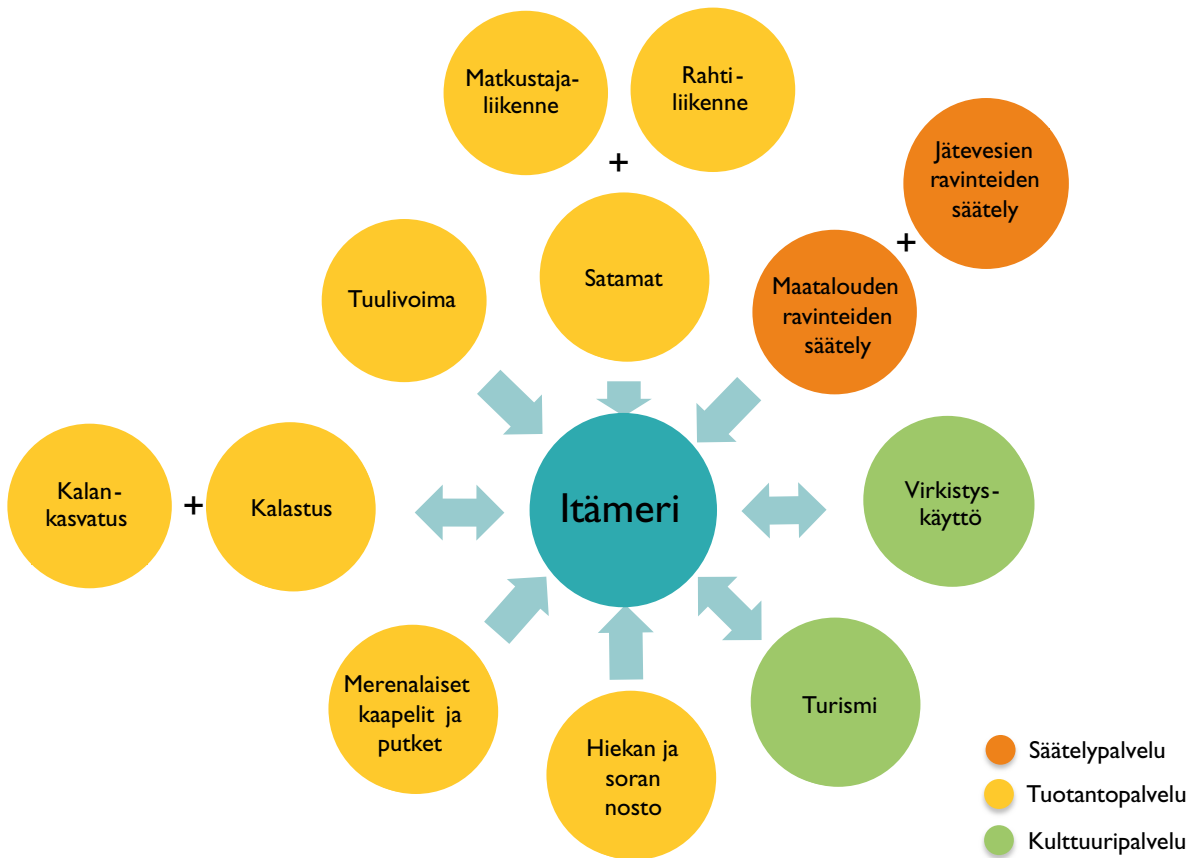 Matkustaja-
liikenne
Rahti-
liikenne
+
Jätevesien
ravinteiden
säätely
+
Tuulivoima
Satamat
Maatalouden
ravinteiden
säätely
Kalan-
kasvatus
+
Kalastus
Itämeri
Virkistys-
käyttö
Merenalaiset
kaapelit ja
putket
Hiekan ja
soran
nosto
Turismi
Säätelypalvelu
Tuotantopalvelu
Kulttuuripalvelu